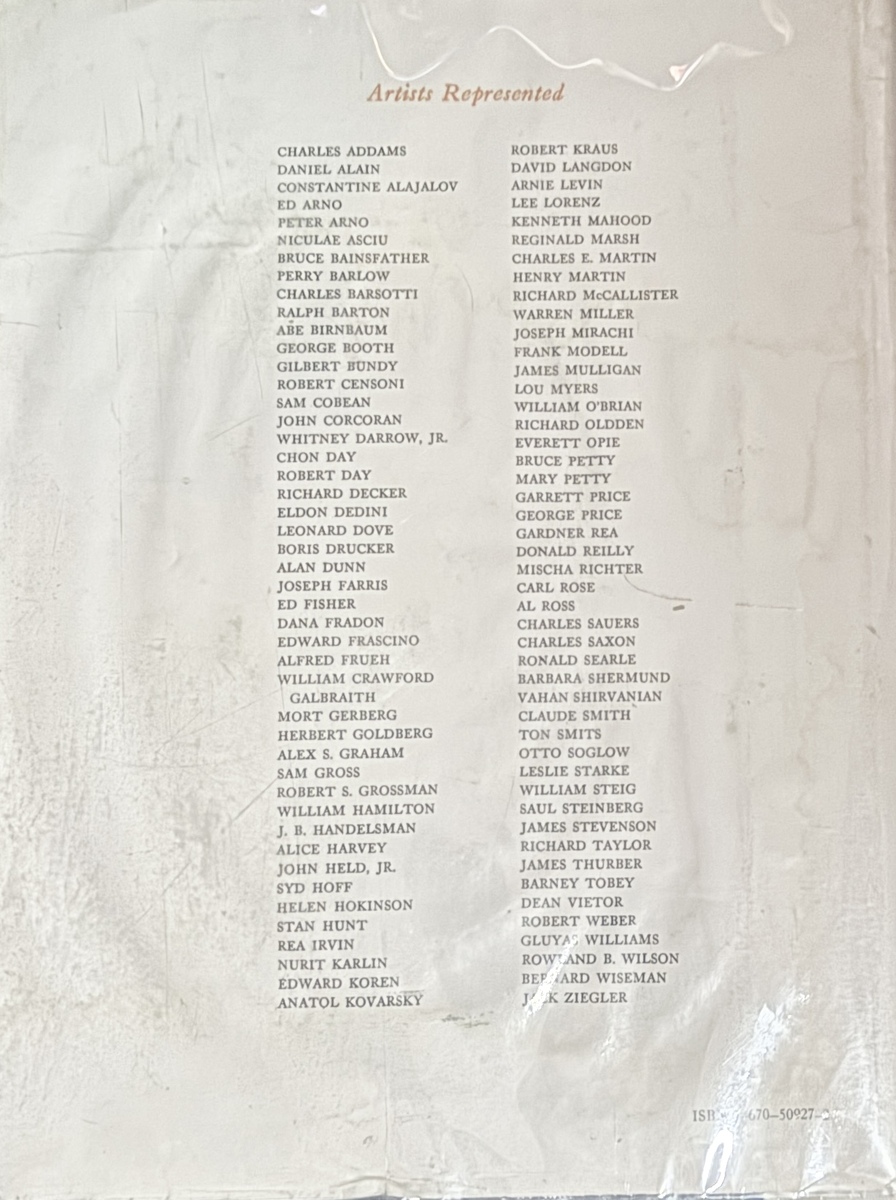 Artists Represented
CHARLES ADDAMS
DANIEL ALAIN
CONSTANTINE ALAJALOV
ED ARNO
PETER ARNO
NICULAE ASCIU
BRUCE BAINSFATHER
PERRY BARLOW
CHARLES BARSOTTI
RALPH BARTON
ABE BIRNBAUM
GEORGE BOOTH
GILBERT BUNDY
ROBERT CENSONI
SAM COBEAN
JOHN CORCORAN
WHITNEY DARROW, JR.
CHON DAY
ROBERT DAY
RICHARD DECKER
ELDON DEDINI
LEONARD DOVE
BORIS DRUCKER
ALAN DUNN
JOSEPH FARRIS
ED FISHER
DANA FRADON
EDWARD FRASCINO
ALFRED FRUEH
WILLIAM CRAWFORD
GALBRAITH
MORT GERBERG
HERBERT GOLDBERG
ALEX S. GRAHAM
SAM GROSS
ROBERT S. GROSSMAN
WILLIAM HAMILTON
J. B. HANDELSMAN
ALICE HARVEY
JOHN HELD, JR.
SYD HOFF
HELEN HOKINSON
STAN HUNT
REA IRVIN
NURIT KARLIN
EDWARD KOREN
ANATOL KOVARSKY
ROBERT KRAUS
DAVID LANGDON
ARNIE LEVIN
LEE LORENZ
KENNETH MAHOOD
REGINALD MARSH
CHARLES E. MARTIN
HENRY MARTIN
RICHARD McCALLISTER
WARREN MILLER
JOSEPH MIRACHI
FRANK MODELL
JAMES MULLIGAN
LOU MYERS
WILLIAM O'BRIAN
RICHARD OLDDEN
EVERETT OPIE
BRUCE PETTY
MARY PETTY
GARRETT PRICE
GEORGE PRICE
GARDNER REA
DONALD REILLY
MISCHA RICHTER
CARL ROSE
AL ROSS
CHARLES SAUERS
CHARLES SAXON
RONALD SEARLE
BARBARA SHERMUND
VAHAN SHIRVANIAN
CLAUDE SMITH
TON SMITS
OTTO SOGLOW
LESLIE STARKE
WILLIAM STEIG
SAUL STEINBERG
JAMES STEVENSON
RICHARD TAYLOR
JAMES THURBER
BARNEY TOBEY
DEAN VIETOR
ROBERT WEBER
GLUYAS WILLIAMS
ROWLAND B. WILSON
BERNARD WISEMAN
JACK ZIEGLER